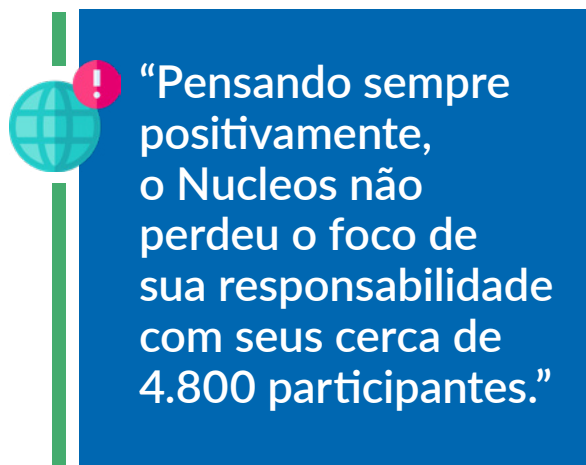 “Pensando sempre
positivamente,
o Nucleos não
perdeu o foco de
sua responsabilidade
com seus cerca de
4.800 participantes.”